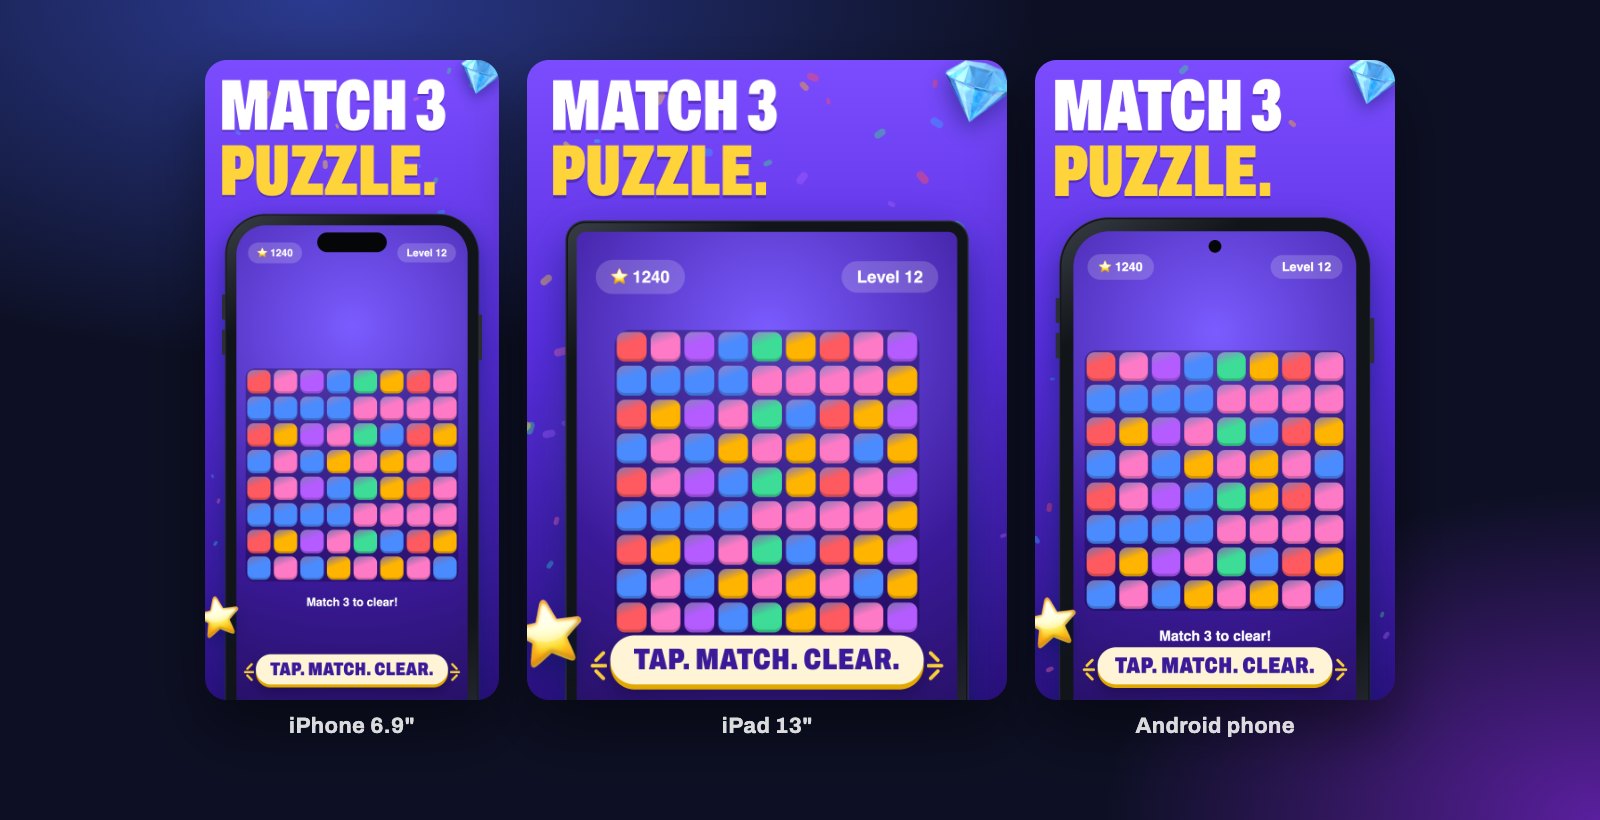 MATCH 3
PUZZLE.
1240
Level 12
Match 3 to clear!
TAP. MATCH. CLEAR.
iPhone 6.9"
MATCH 3
PUZZLE.
1240
Level 12
TAP. MATCH. CLEAR.
iPad 13"
MATCH 3
PUZZLE.
1240
Level 12
Match 3 to clear!
TAP. MATCH. CLEAR.
Android phone